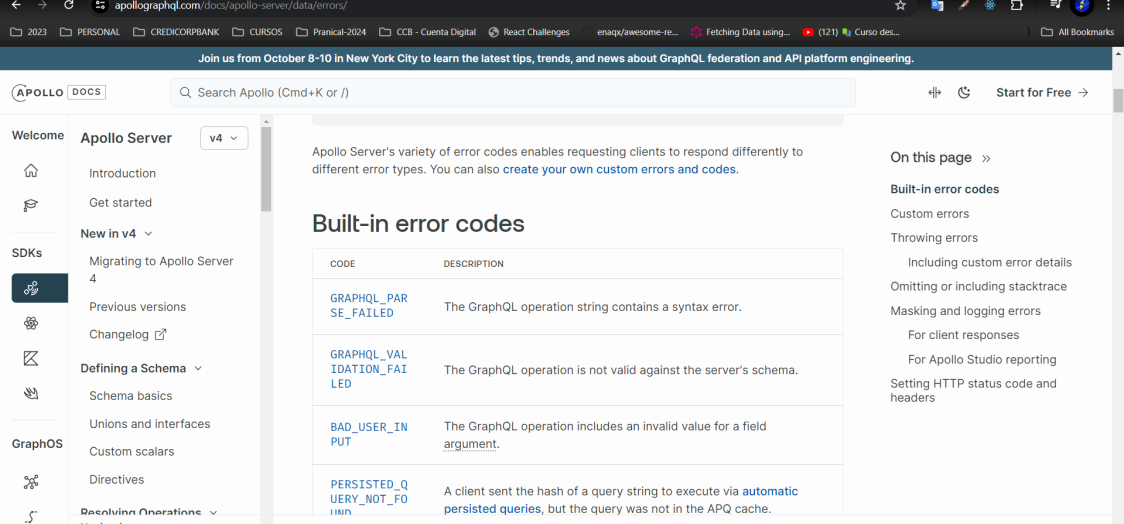 apollographql.com/docs/apollo-server/data/errors/
2023 PERSONAL CREDICORPBANK CURSOS Pranical-2024 CCB - Cuenta Digital React Challenges enaqx/awesome-re... Fetching Data using... (121) Curso des... All Bookmarks
Join us from October 8-10 in New York City to learn the latest tips, trends, and news about GraphQL federation and API platform engineering.
APOLLO DOCS
Search Apollo (Cmd+K or /)
Start for Free
Welcome
SDKs
GraphOS
Apollo Server
v4
Introduction
Get started
New in v4
Migrating to Apollo Server
4
Previous versions
Changelog
Defining a Schema
Schema basics
Unions and interfaces
Custom scalars
Directives
Resolving Operations
Apollo Server's variety of error codes enables requesting clients to respond differently to
different error types. You can also create your own custom errors and codes.
Built-in error codes
CODE DESCRIPTION
GRAPHQL_PAR
SE_FAILED
The GraphQL operation string contains a syntax error.
GRAPHQL_VAL
IDATION_FAI
LED
The GraphQL operation is not valid against the server's schema.
BAD_USER_IN
PUT
The GraphQL operation includes an invalid value for a field
argument.
PERSISTED_Q
UERY_NOT_FO
UND
A client sent the hash of a query string to execute via automatic
persisted queries, but the query was not in the APQ cache.
On this page
Built-in error codes
Custom errors
Throwing errors
Including custom error details
Omitting or including stacktrace
Masking and logging errors
For client responses
For Apollo Studio reporting
Setting HTTP status code and
headers